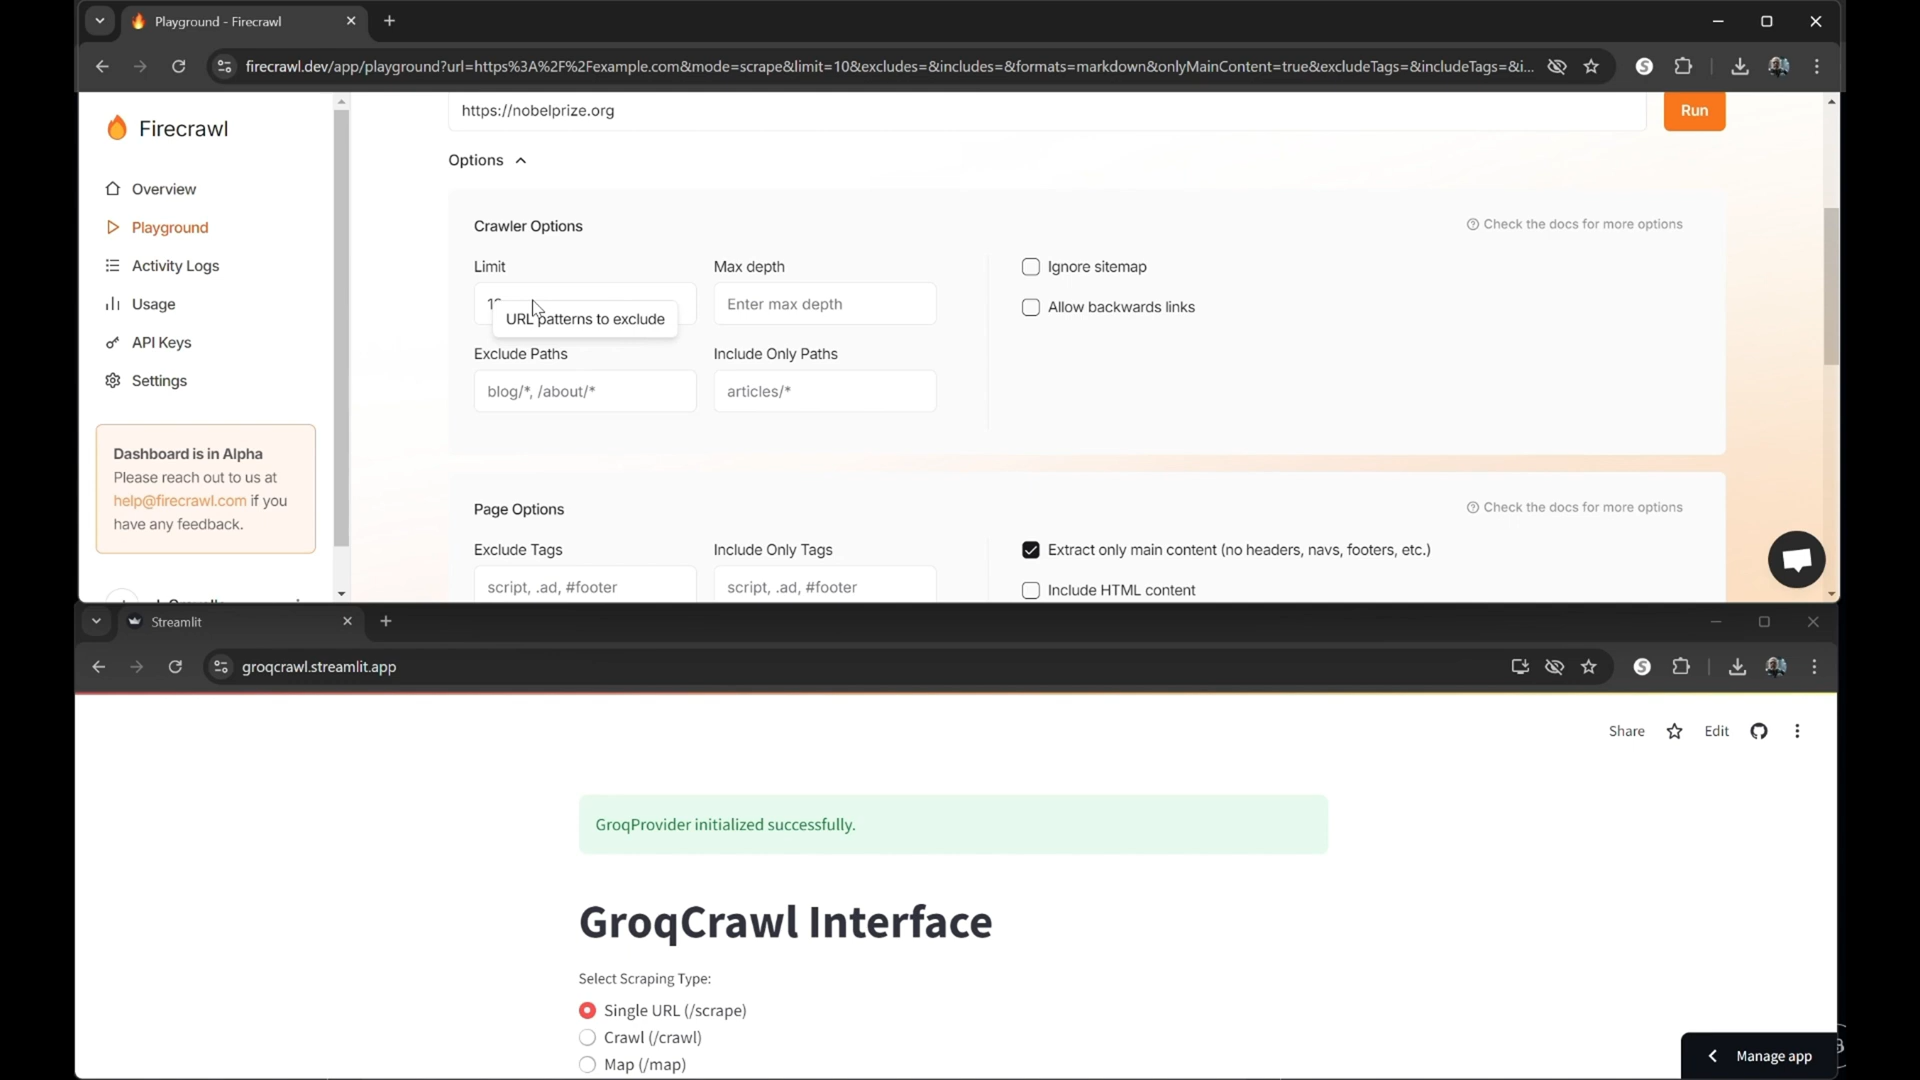 Playground - Firecrawl
firecrawl.dev/app/playground?url=https%3A%2F%2Fexample.com&mode=scrape&limit=10&excludes=&includes=&formats=markdown&onlyMainContent=true&excludeTags=&includeTags=&i...
Firecrawl
Overview
Playground
Activity Logs
Usage
API Keys
Settings
Dashboard is in Alpha
Please reach out to us at
help@firecrawl.com if you
have any feedback.
https://nobelprize.org
Run
Options
Crawler Options
Check the docs for more options
Limit
Max depth
Ignore sitemap
Enter max depth
Allow backwards links
URL patterns to exclude
Exclude Paths
Include Only Paths
blog/*, /about/*
articles/*
Page Options
Check the docs for more options
Exclude Tags
Include Only Tags
Extract only main content (no headers, navs, footers, etc.)
script, .ad, #footer
script, .ad, #footer
Include HTML content
Streamlit
groqcrawl.streamlit.app
Share
Edit
GroqProvider initialized successfully.
GroqCrawl Interface
Select Scraping Type:
Single URL (/scrape)
Crawl (/crawl)
Map (/map)
Manage app